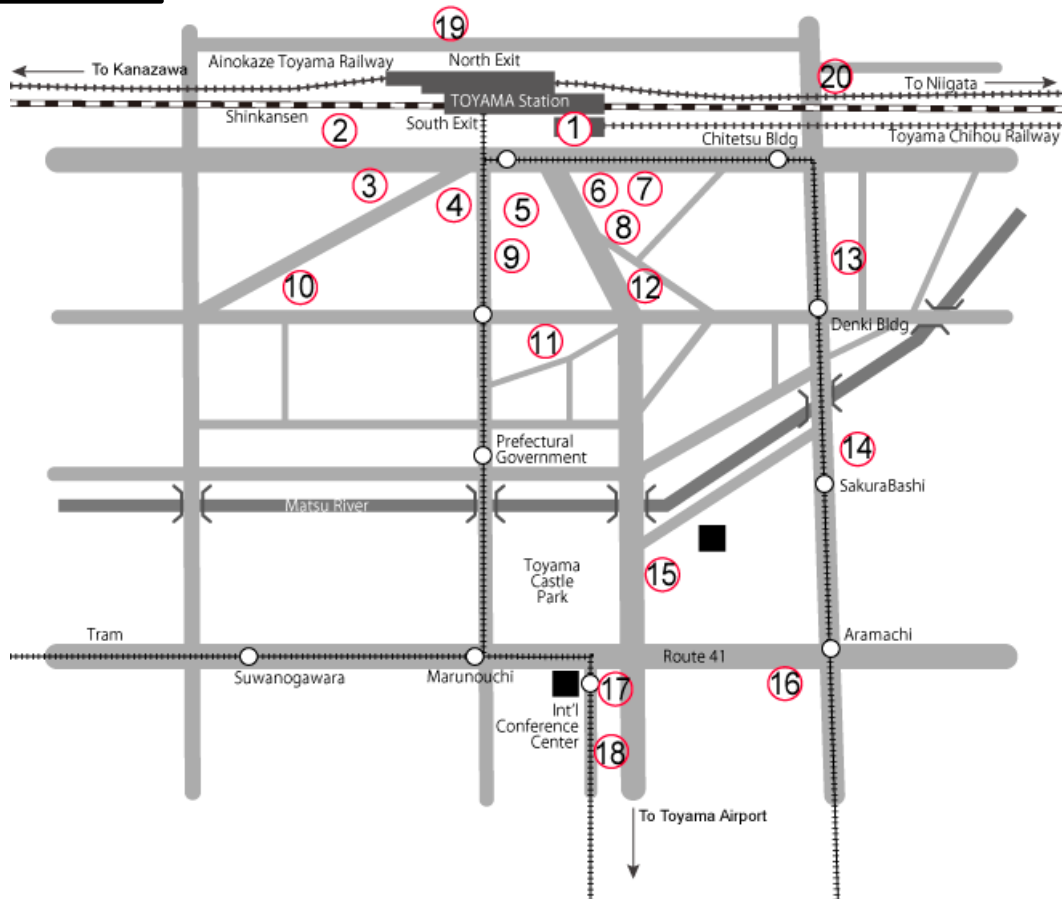 19
Ainokaze Toyama Railway
North Exit
To Kanazawa
20
To Niigata
TOYAMA Station
Shinkansen
2
South Exit
1
Chitetsu Bldg
Toyama Chihou Railway
3
4
5
6
7
8
9
10
11
12
13
Denki Bldg
Prefectural
Government
14
SakuraBashi
Matsu River
Toyama
Castle
Park
15
Tram
Aramachi
Route 41
Suwanogawara
Marunouchi
16
17
Int'l
Conference
Center
18
To Toyama Airport